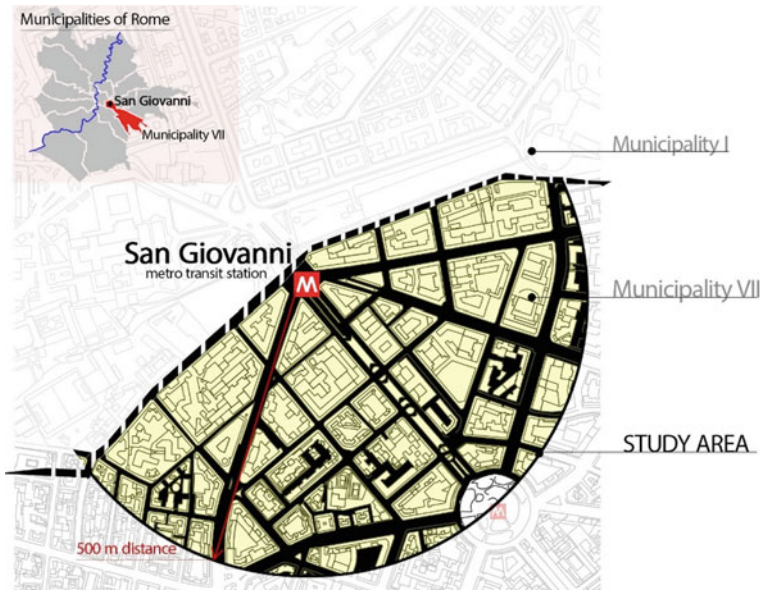 Municipalities of Rome
San Giovanni
Municipality VII
Municipality I
San Giovanni
metro transit station
M
Municipality VII
STUDY AREA
M
500 m distance